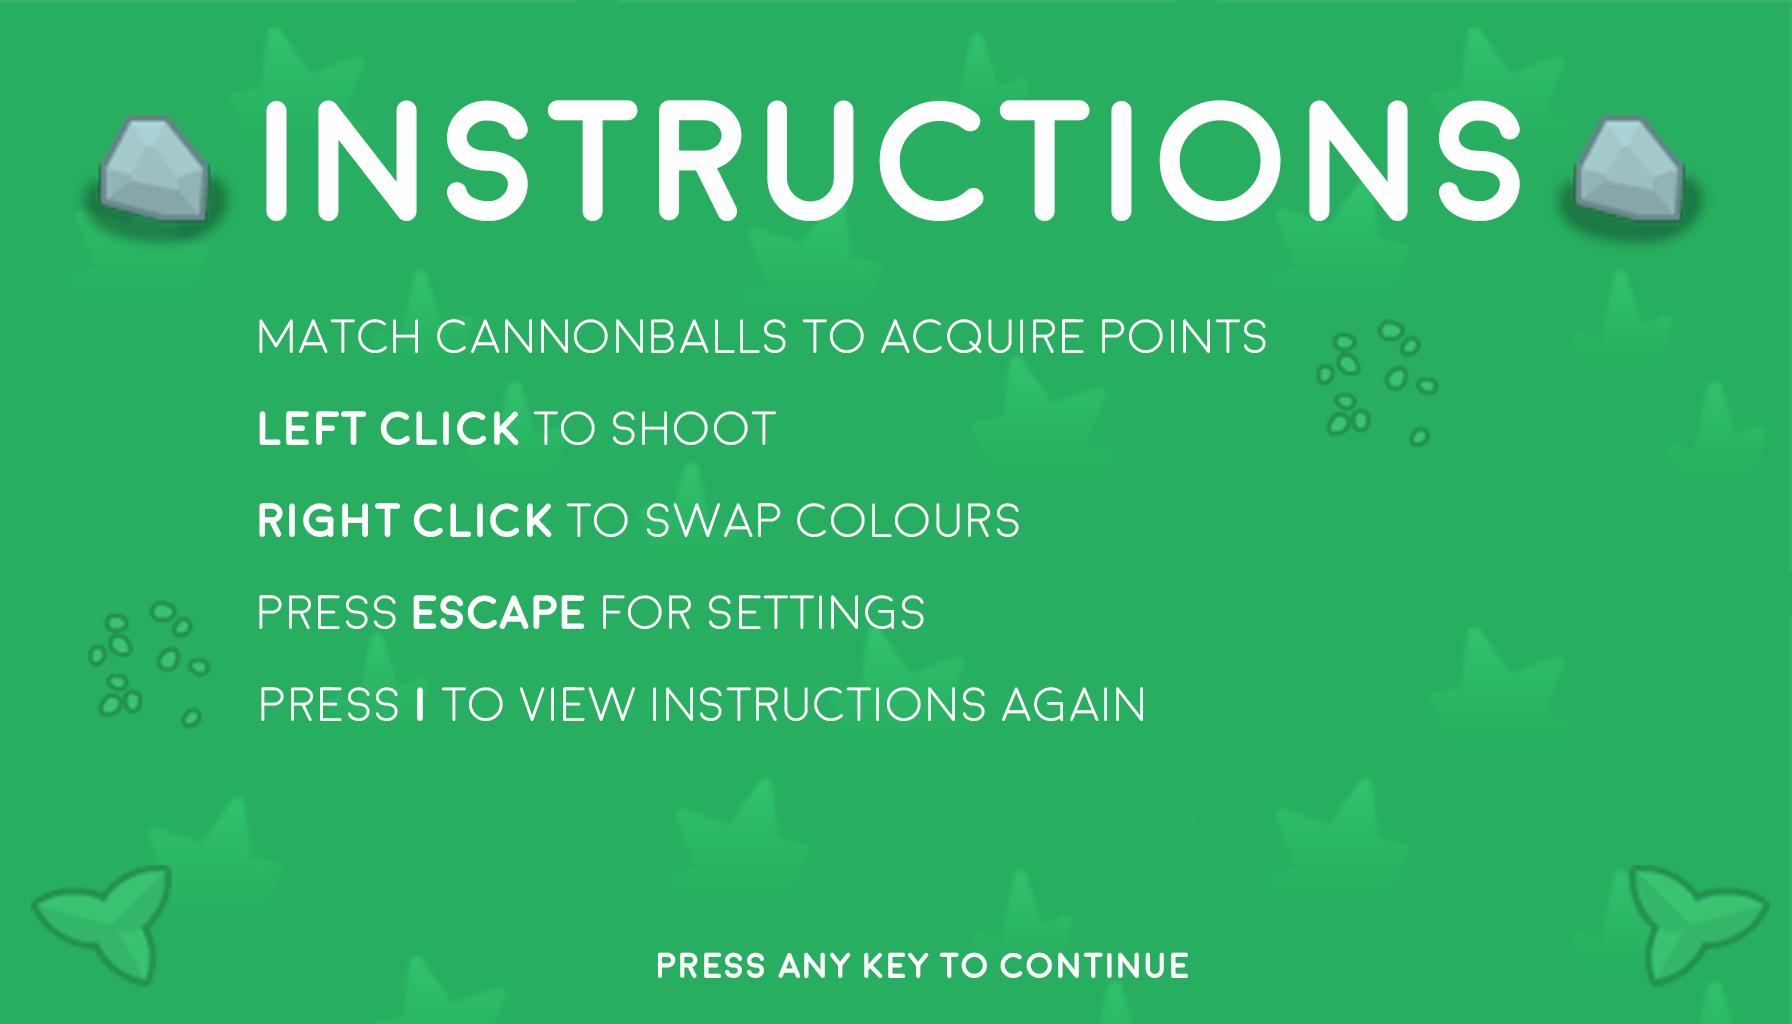 INSTRUCTIONS
MATCH CANNONBALLS TO ACQUIRE POINTS
LEFT CLICK TO SHOOT
RIGHT CLICK TO SWAP COLOURS
PRESS ESCAPE FOR SETTINGS
PRESS I TO VIEW INSTRUCTIONS AGAIN
PRESS ANY KEY TO CONTINUE